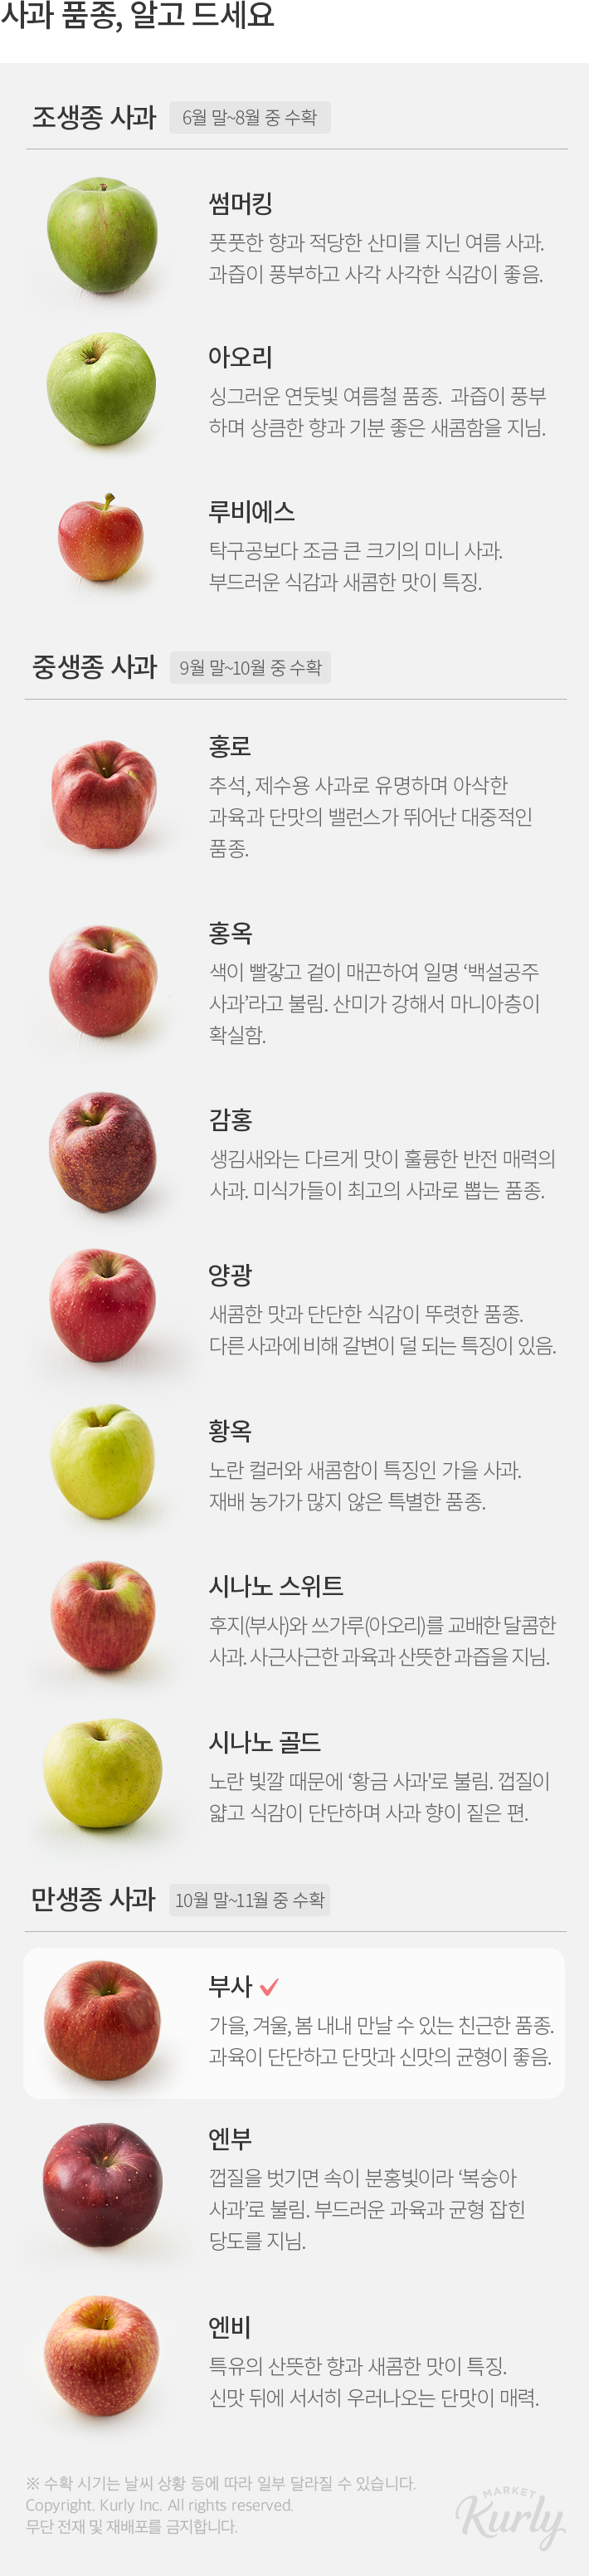 사과 품종, 알고 드세요
조생종 사과 6월 말~8월 중 수확
썸머킹
풋풋한 향과 적당한 산미를 지닌 여름 사과.
과즙이 풍부하고 사각 사각한 식감이 좋음.
아오리
싱그러운 연둣빛 여름철 품종. 과즙이 풍부
하며 상큼한 향과 기분 좋은 새콤함을 지님.
루비에스
탁구공보다 조금 큰 크기의 미니 사과.
부드러운 식감과 새콤한 맛이 특징.
중생종 사과 9월 말~10월 중 수확
홍로
추석, 제수용 사과로 유명하며 아삭한
과육과 단맛의 밸런스가 뛰어난 대중적인
품종.
홍옥
색이 빨갛고 겉이 매끈하여 일명 ‘백설공주
사과’라고 불림. 산미가 강해서 마니아층이
확실함.
감홍
생김새와는 다르게 맛이 훌륭한 반전 매력의
사과. 미식가들이 최고의 사과로 뽑는 품종.
양광
새콤한 맛과 단단한 식감이 뚜렷한 품종.
다른 사과에 비해 갈변이 덜 되는 특징이 있음.
황옥
노란 컬러와 새콤함이 특징인 가을 사과.
재배 농가가 많지 않은 특별한 품종.
시나노 스위트
후지(부사)와 쓰가루(아오리)를 교배한 달콤한
사과. 사근사근한 과육과 산뜻한 과즙을 지님.
시나노 골드
노란 빛깔 때문에 ‘황금 사과'로 불림. 껍질이
얇고 식감이 단단하며 사과 향이 짙은 편.
만생종 사과 10월 말~11월 중 수확
부사
가을, 겨울, 봄 내내 만날 수 있는 친근한 품종.
과육이 단단하고 단맛과 신맛의 균형이 좋음.
엔부
껍질을 벗기면 속이 분홍빛이라 ‘복숭아
사과’로 불림. 부드러운 과육과 균형 잡힌
당도를 지님.
엔비
특유의 산뜻한 향과 새콤한 맛이 특징.
신맛 뒤에 서서히 우러나오는 단맛이 매력.
※ 수확 시기는 날씨 상황 등에 따라 일부 달라질 수 있습니다.
Copyright. Kurly Inc. All rights reserved.
무단 전재 및 재배포를 금지합니다.
MARKET
Kurly